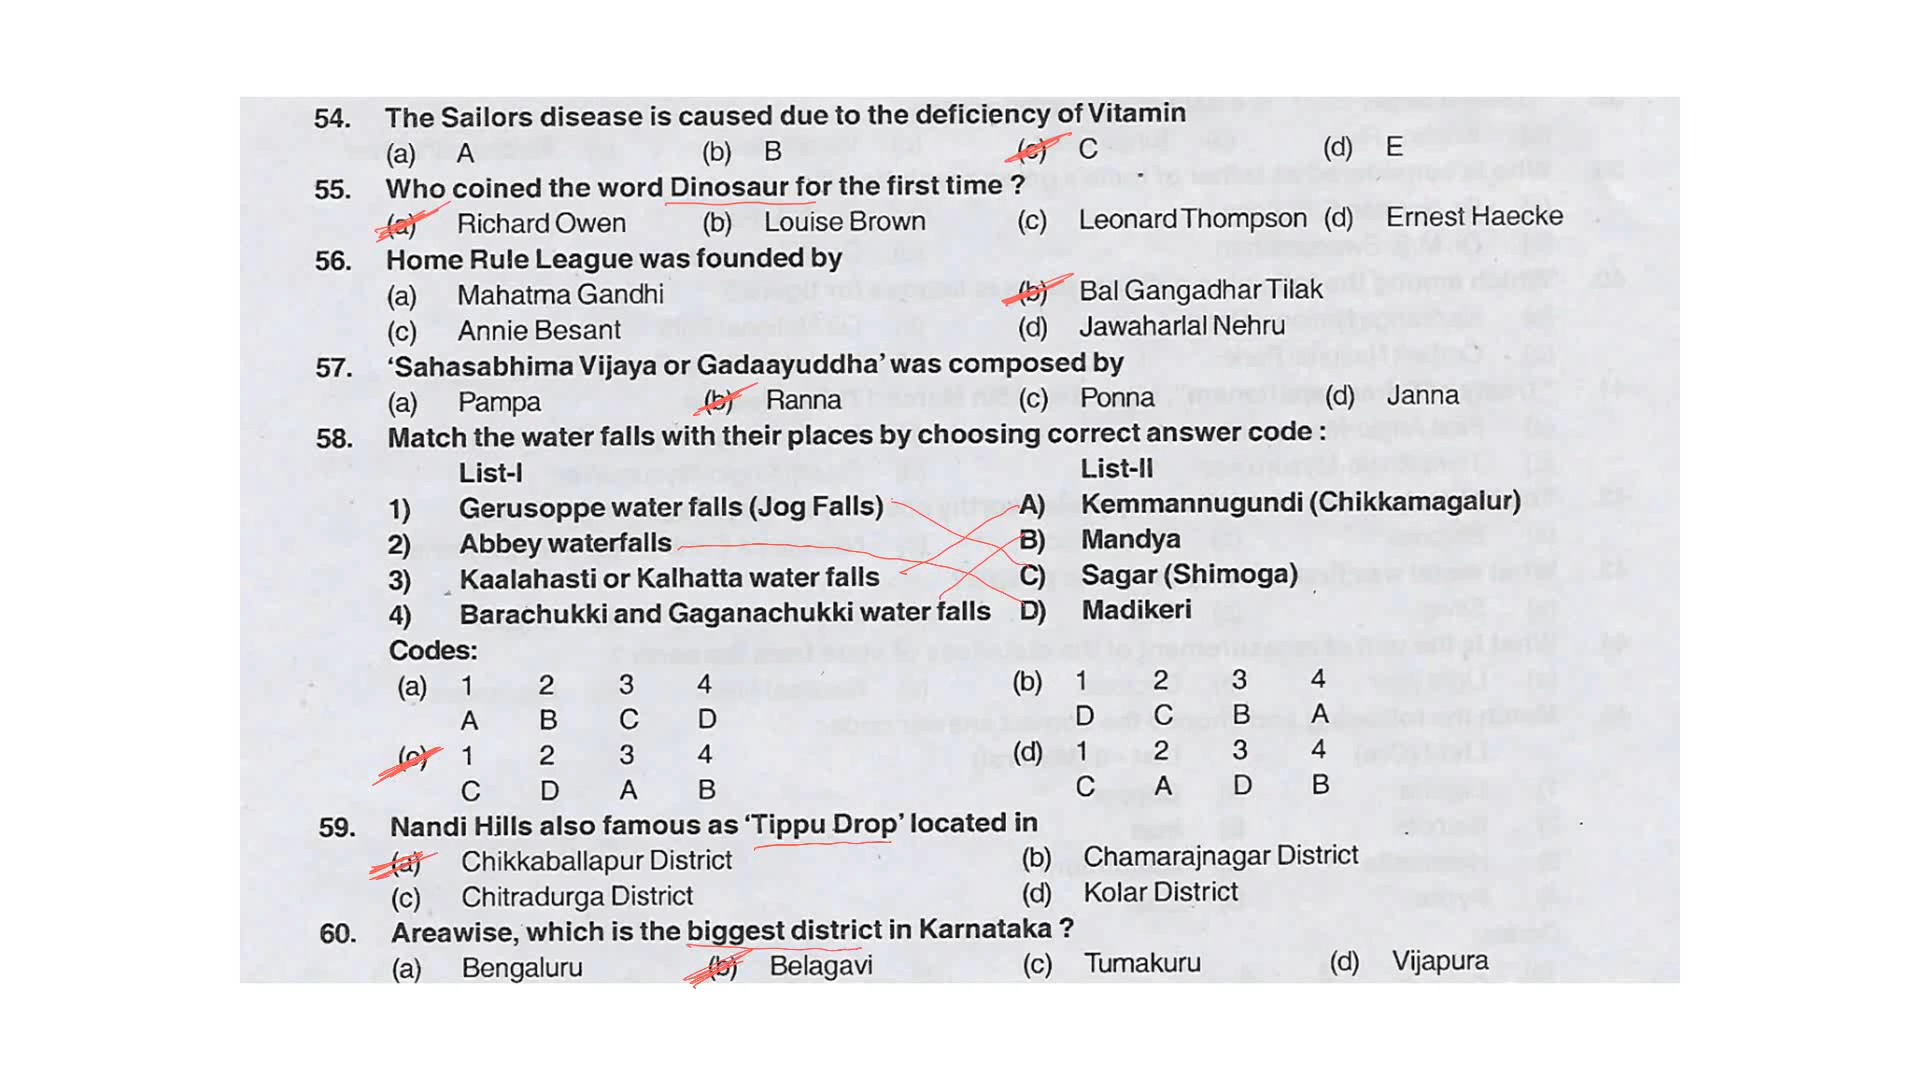 54. The Sailors disease is caused due to the deficiency of Vitamin
(a) A (b) B (c) C (d) E
55. Who coined the word Dinosaur for the first time ?
(a) Richard Owen (b) Louise Brown (c) Leonard Thompson (d) Ernest Haecke
56. Home Rule League was founded by
(a) Mahatma Gandhi (b) Bal Gangadhar Tilak
(c) Annie Besant (d) Jawaharlal Nehru
57. ‘Sahasabhima Vijaya or Gadaayuddha’ was composed by
(a) Pampa (b) Ranna (c) Ponna (d) Janna
58. Match the water falls with their places by choosing correct answer code :
List-I List-II
1) Gerusoppe water falls (Jog Falls) A) Kemmannugundi (Chikkamagalur)
2) Abbey waterfalls B) Mandya
3) Kaalahasti or Kalhatta water falls C) Sagar (Shimoga)
4) Barachukki and Gaganachukki water falls D) Madikeri
Codes:
(a) 1 2 3 4 (b) 1 2 3 4
A B C D D C B A
(c) 1 2 3 4 (d) 1 2 3 4
C D A B C A D B
59. Nandi Hills also famous as ‘Tippu Drop’ located in
(a) Chikkaballapur District (b) Chamarajnagar District
(c) Chitradurga District (d) Kolar District
60. Areawise, which is the biggest district in Karnataka ?
(a) Bengaluru (b) Belagavi (c) Tumakuru (d) Vijapura